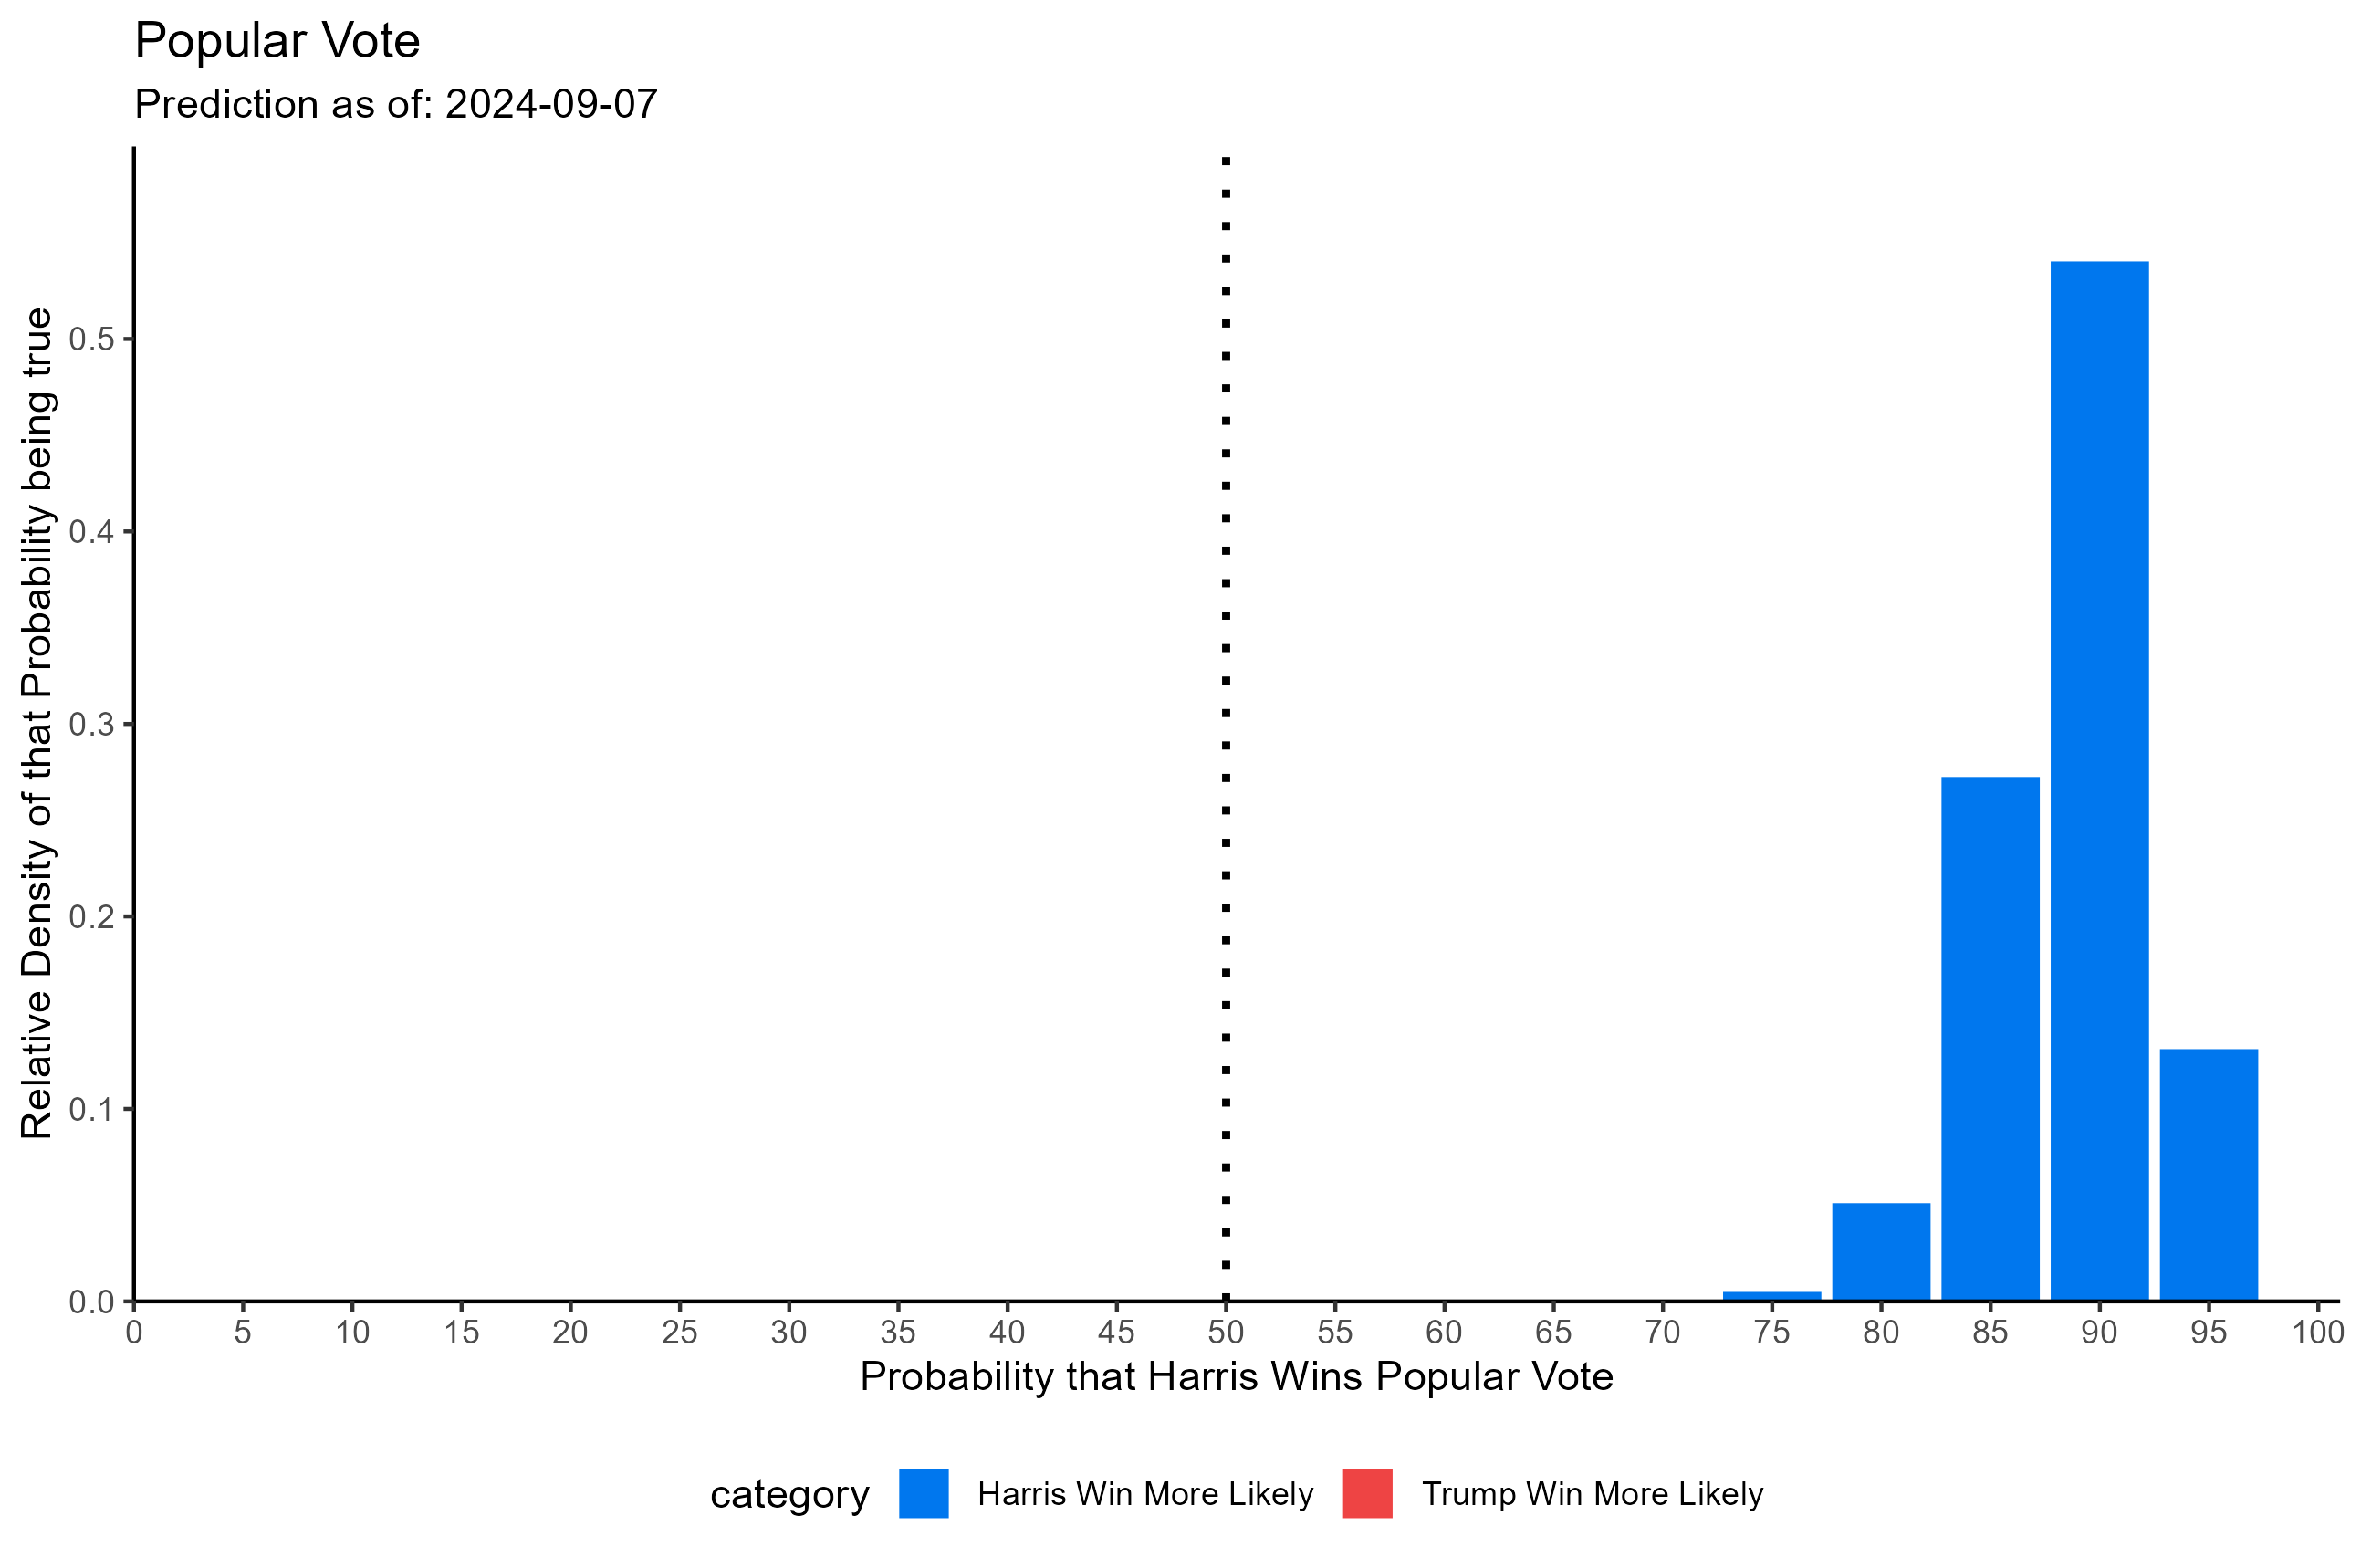 Popular Vote
Prediction as of: 2024-09-07
Relative Density of that Probability being true
0.5
0.4
0.3
0.2
0.1
0.0
0 5 10 15 20 25 30 35 40 45 50 55 60 65 70 75 80 85 90 95 100
Probability that Harris Wins Popular Vote
category Harris Win More Likely Trump Win More Likely